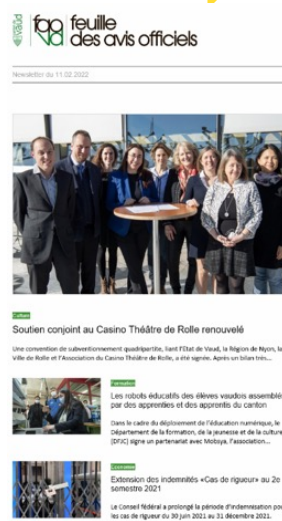 vaud
fao
va
feuille
des avis officiels
Newsletter du 11.02.2022
Culture
Soutien conjoint au Casino Théâtre de Rolle renouvelé
Une convention de subventionnement quadripartite, liant l'Etat de Vaud, la Région de Nyon, la
Ville de Rolle et l'Association du Casino Théâtre de Rolle, a été signée. Après un bilan très...
Formation
Les robots éducatifs des élèves vaudois assemblé
par des apprenties et des apprentis du canton
Dans le cadre du déploiement de l'éducation numérique, le
Département de la formation, de la jeunesse et de la culture
(DFJC) signe un partenariat avec Mobsya, l'association...
Economie
Extension des indemnités «Cas de rigueur» au 2e
semestre 2021
Le Conseil fédéral a prolongé la période d'indemnisation pou
les cas de rigueur du 30 juin 2021 au 31 décembre 2021.